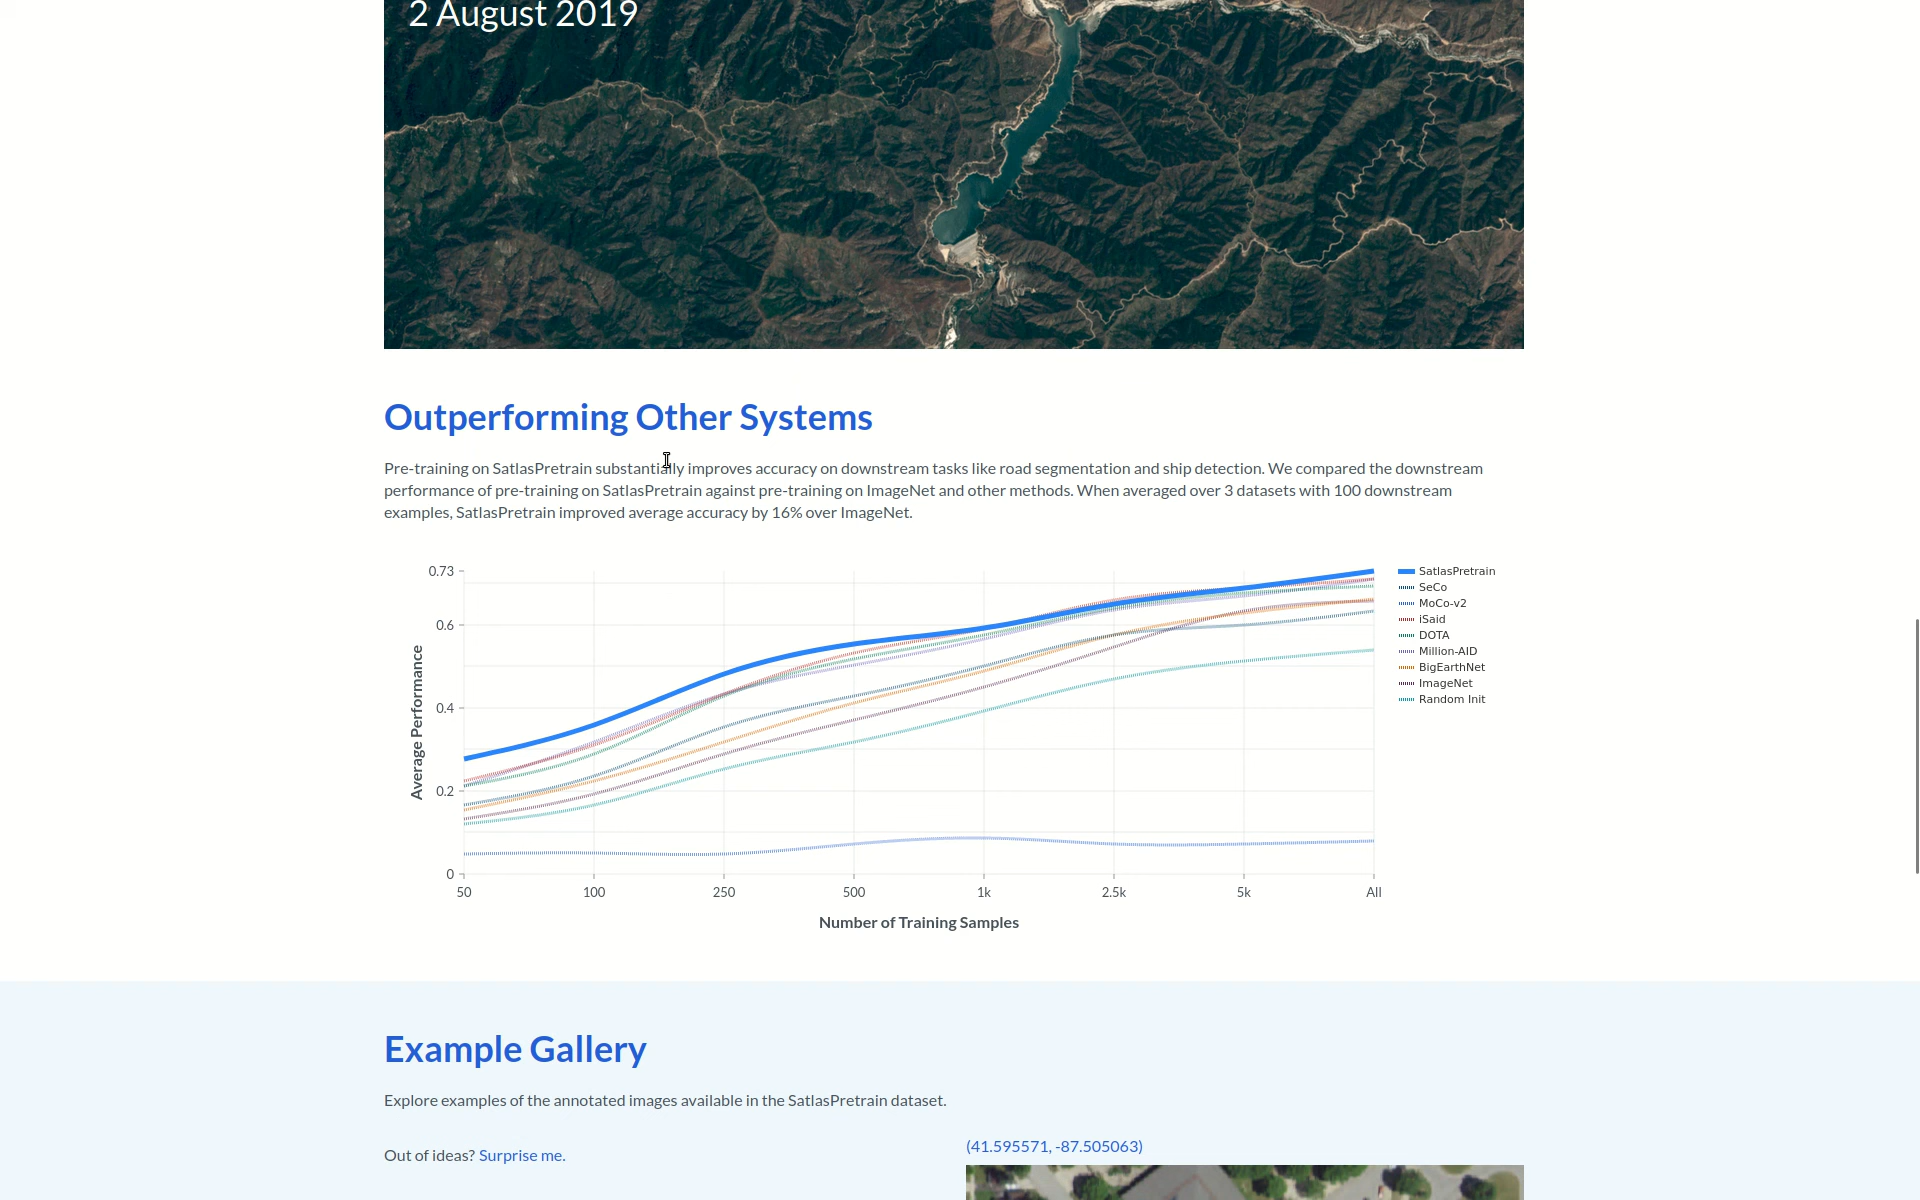 2 August 2019
Outperforming Other Systems
Pre-training on SatlasPretrain substantially improves accuracy on downstream tasks like road segmentation and ship detection. We compared the downstream
performance of pre-training on SatlasPretrain against pre-training on ImageNet and other methods. When averaged over 3 datasets with 100 downstream
examples, SatlasPretrain improved average accuracy by 16% over ImageNet.
0.73
0.6
0.4
0.2
0
Average Performance
50 100 250 500 1k 2.5k 5k All
Number of Training Samples
SatlasPretrain
SeCo
MoCo-v2
iSaid
DOTA
Million-AID
BigEarthNet
ImageNet
Random Init
Example Gallery
Explore examples of the annotated images available in the SatlasPretrain dataset.
Out of ideas? Surprise me.
(41.595571, -87.505063)